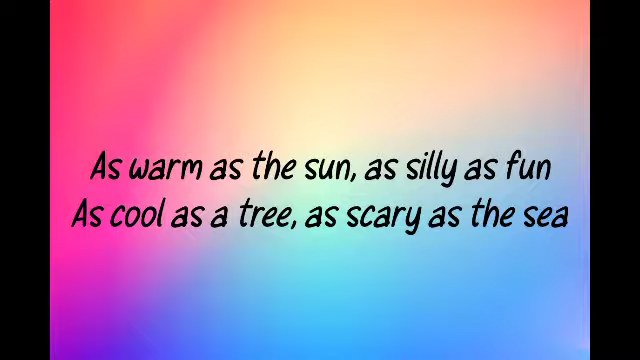 As warm as the sun, as silly as fun
As cool as a tree, as scary as the sea